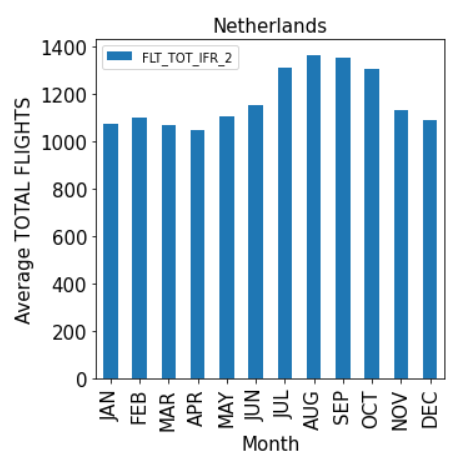 Netherlands
FLT_TOT_IFR_2
Average TOTAL FLIGHTS
1400
1200
1000
800
600
400
200
0
JAN
FEB
MAR
APR
MAY
JUN
JUL
AUG
SEP
OCT
NOV
DEC
Month